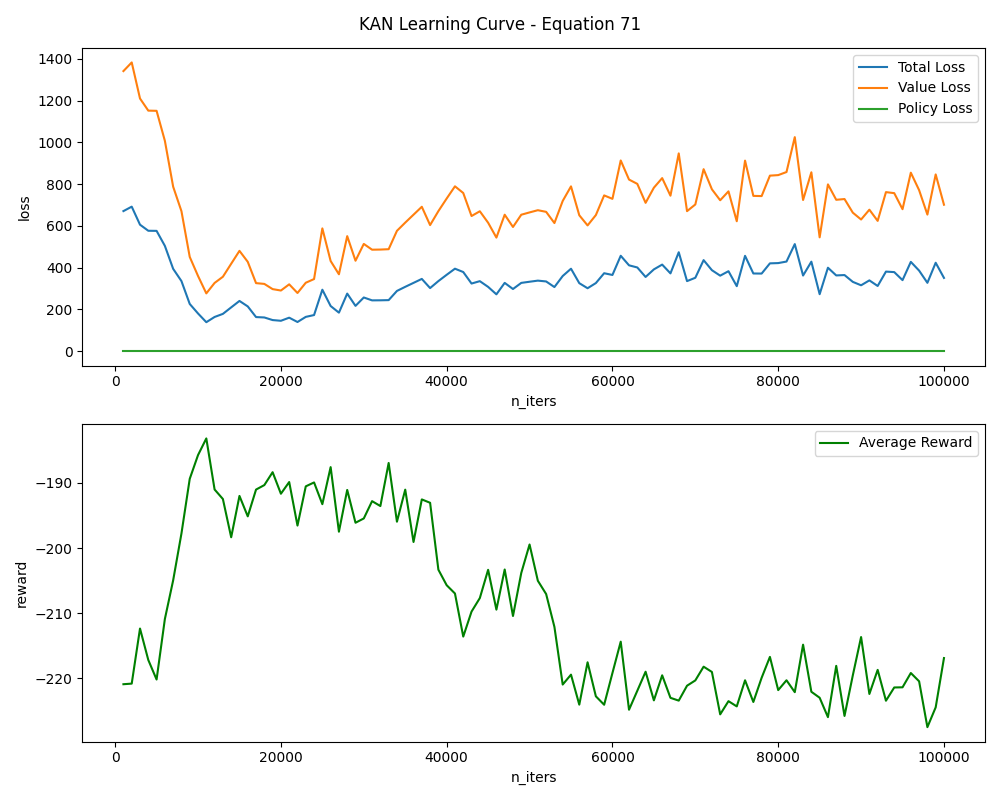 KAN Learning Curve - Equation 71
1400
1200
1000
800
600
400
200
0
loss
Total Loss
Value Loss
Policy Loss
0
20000
40000
60000
80000
100000
n_iters
−190
−200
−210
−220
reward
Average Reward
0
20000
40000
60000
80000
100000
n_iters